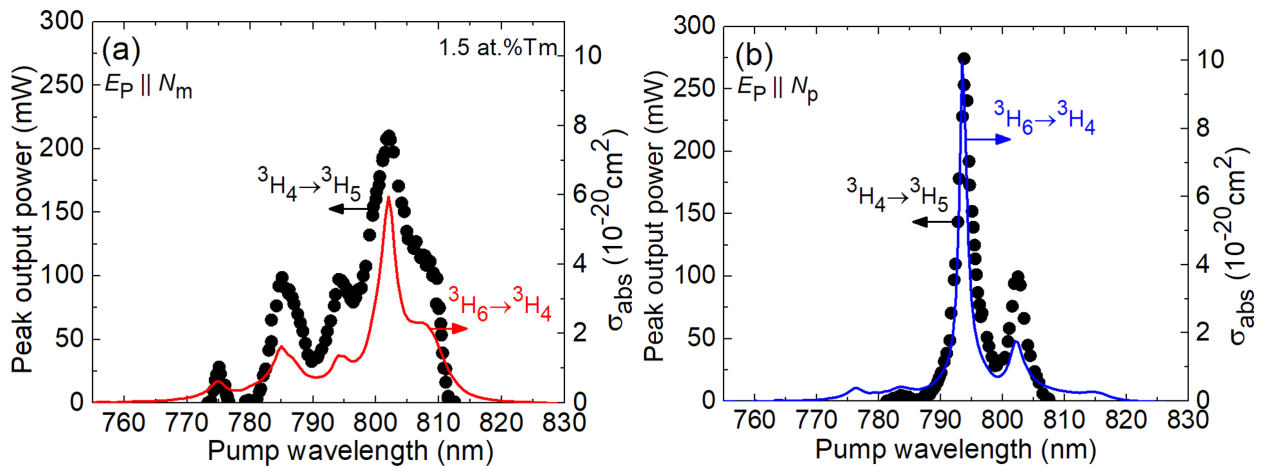 (a)
1.5 at.%Tm
E_P || N_m
³H₄→³H₅
³H₆→³H₄
Peak output power (mW)
300
250
200
150
100
50
0
σ_abs (10⁻²⁰cm²)
10
8
6
4
2
0
760 770 780 790 800 810 820 830
Pump wavelength (nm)
(b)
E_P || N_p
³H₆→³H₄
³H₄→³H₅
Peak output power (mW)
300
250
200
150
100
50
0
σ_abs (10⁻²⁰cm²)
10
8
6
4
2
0
760 770 780 790 800 810 820 830
Pump wavelength (nm)